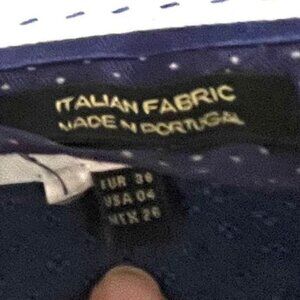 ITALIAN FABRIC
MADE IN PORTUGAL
EUR 36
USA 04
MEX 26